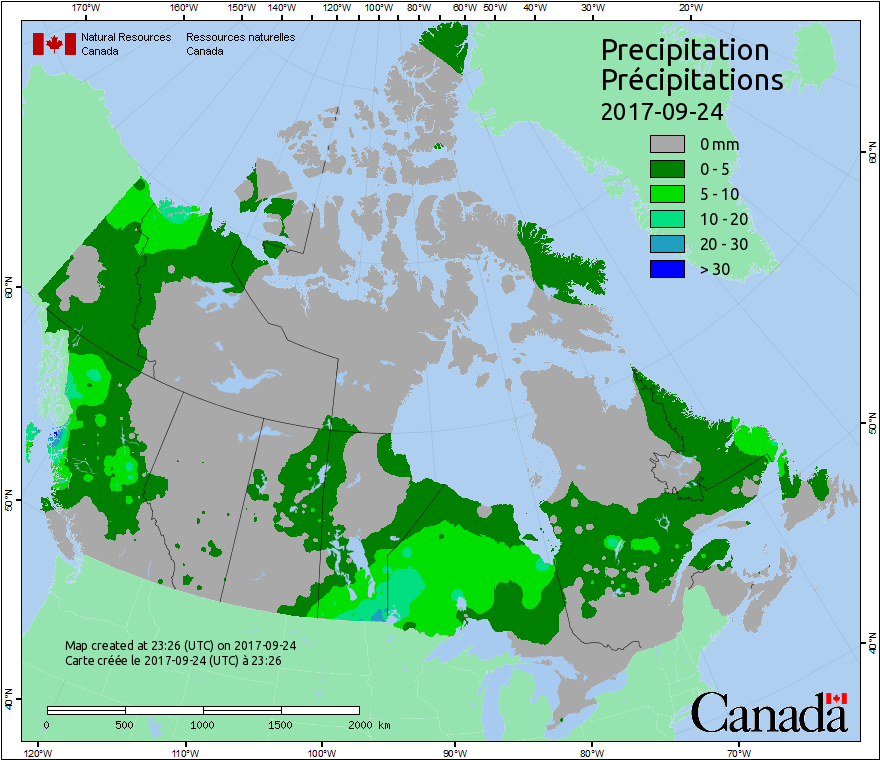 170°W 160°W 150°W 140°W 130°W 120°W 110°W 100°W 90°W 80°W 60°W 50°W 40°W 30°W 20°W
Natural Resources Ressources naturelles
Canada Canada
Precipitation
Précipitations
2017-09-24
0 mm
0 - 5
5 - 10
10 - 20
20 - 30
> 30
60°N
60°N
50°N
50°N
40°N
40°N
Map created at 23:26 (UTC) on 2017-09-24
Carte créée le 2017-09-24 (UTC) à 23:26
0 500 1000 1500 2000 km
Canada
120°W 110°W 100°W 90°W 80°W 70°W